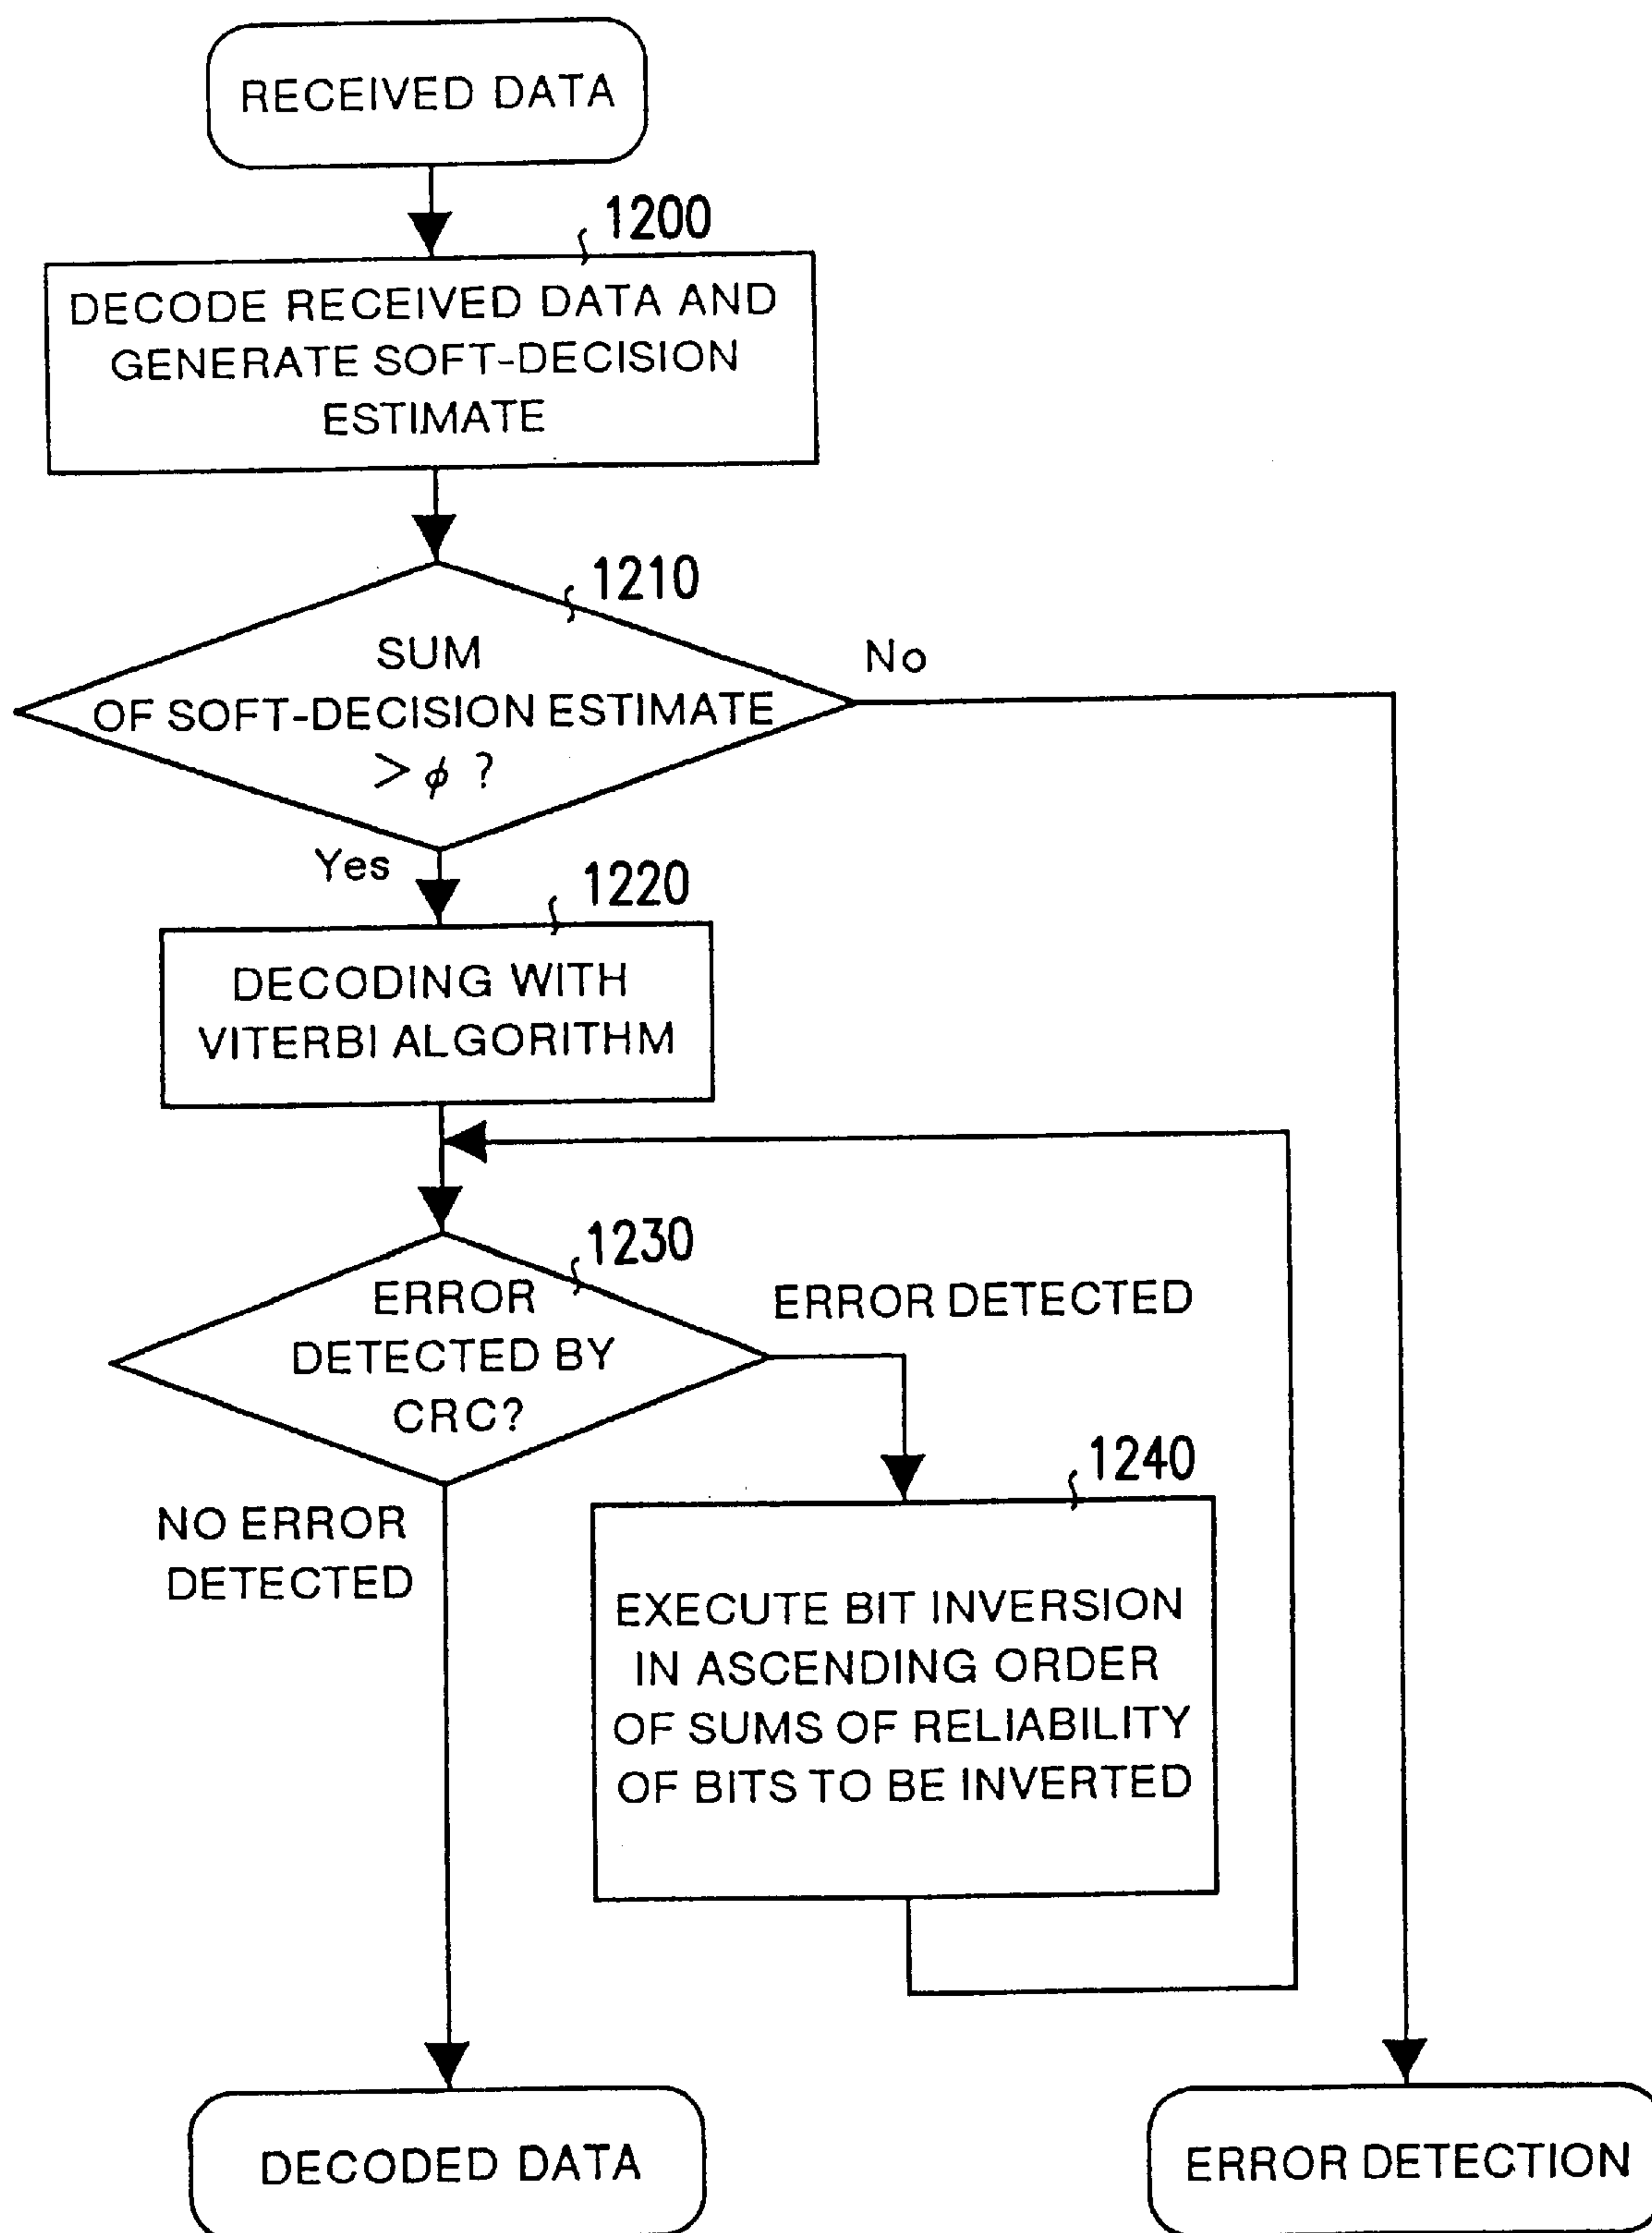 RECEIVED DATA
1200
DECODE RECEIVED DATA AND
GENERATE SOFT-DECISION
ESTIMATE
1210
SUM
OF SOFT-DECISION ESTIMATE
> ϕ ?
No
Yes
1220
DECODING WITH
VITERBI ALGORITHM
1230
ERROR
DETECTED BY
CRC?
ERROR DETECTED
NO ERROR
DETECTED
1240
EXECUTE BIT INVERSION
IN ASCENDING ORDER
OF SUMS OF RELIABILITY
OF BITS TO BE INVERTED
DECODED DATA
ERROR DETECTION